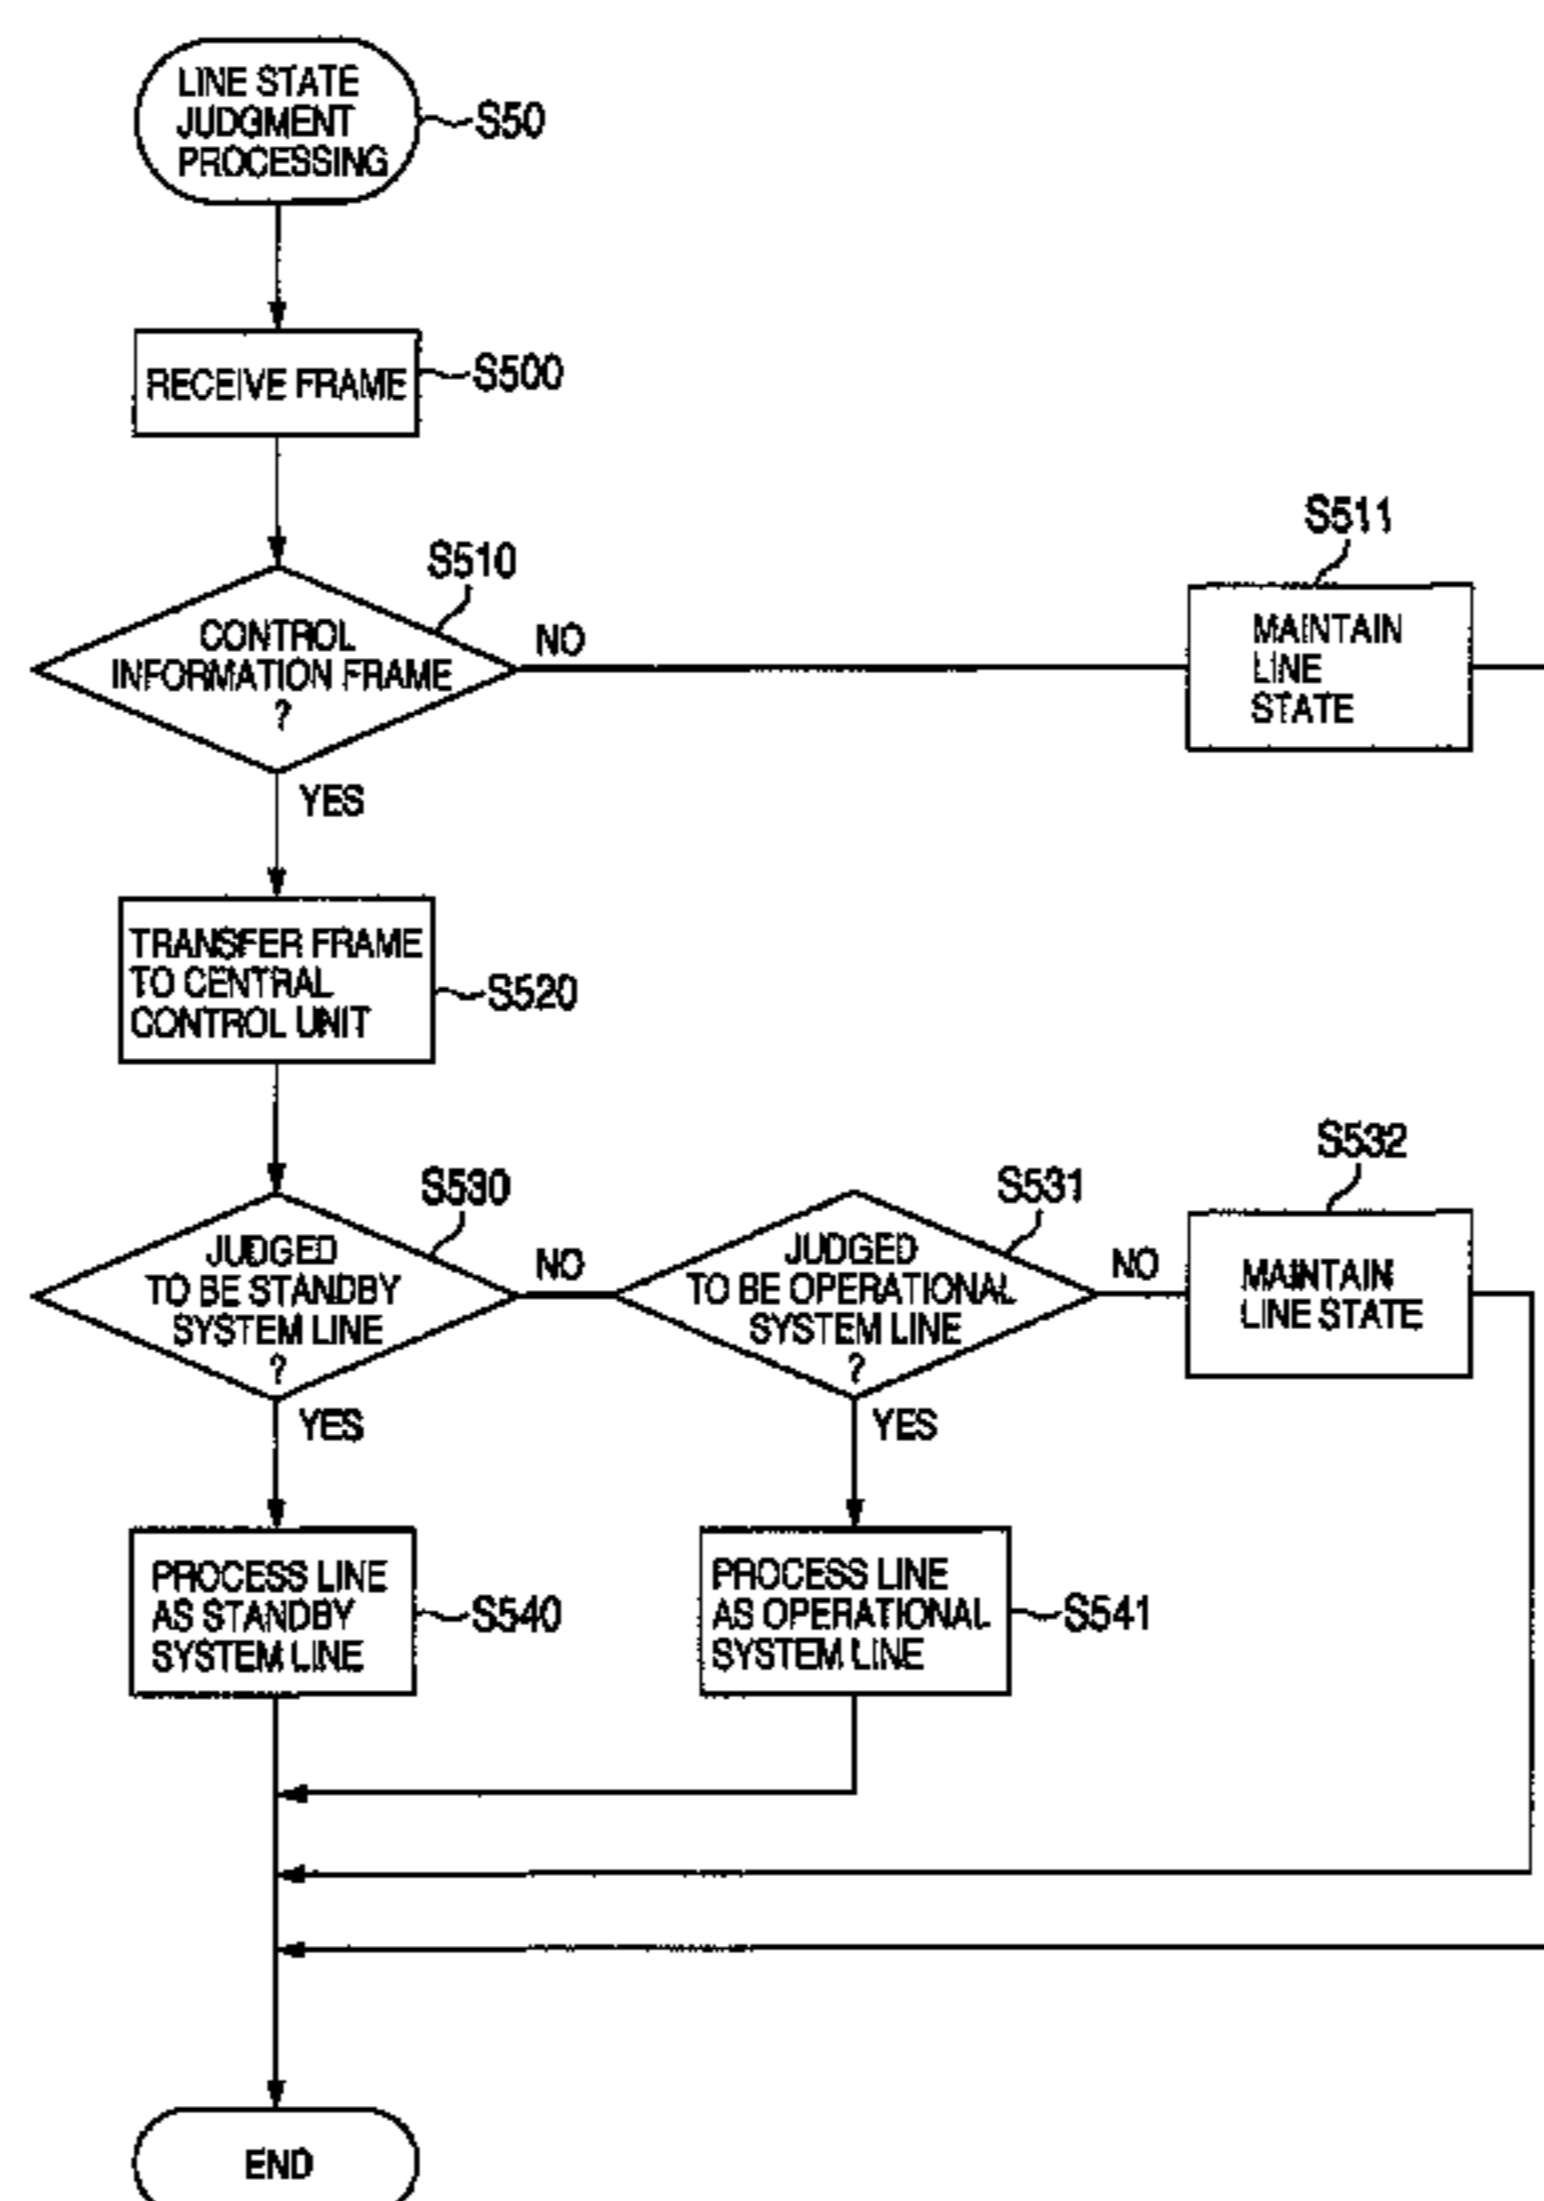 LINE STATE
JUDGMENT
PROCESSING
S50
RECEIVE FRAME
S500
S510
CONTROL
INFORMATION FRAME
?
NO
YES
S511
MAINTAIN
LINE
STATE
TRANSFER FRAME
TO CENTRAL
CONTROL UNIT
S520
S530
JUDGED
TO BE STANDBY
SYSTEM LINE
?
NO
YES
S531
JUDGED
TO BE OPERATIONAL
SYSTEM LINE
?
NO
YES
S532
MAINTAIN
LINE STATE
PROCESS LINE
AS STANDBY
SYSTEM LINE
S540
PROCESS LINE
AS OPERATIONAL
SYSTEM LINE
S541
END